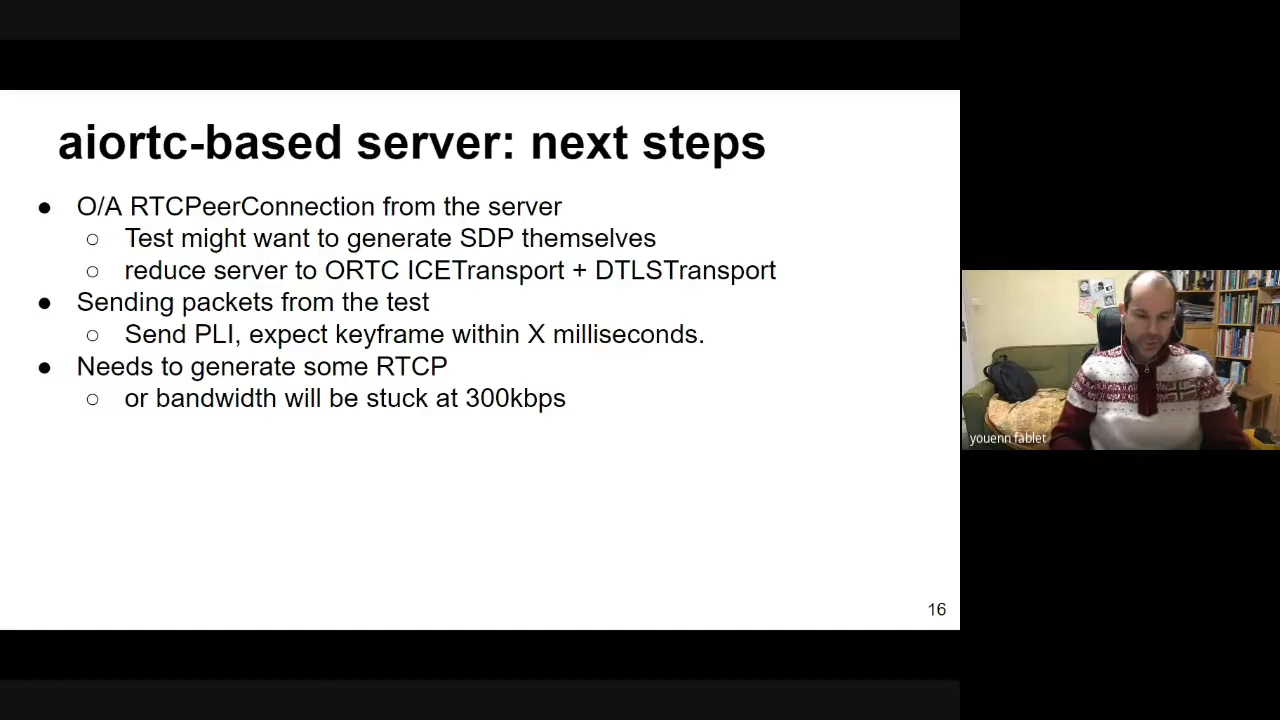 aiortc-based server: next steps
● O/A RTCPeerConnection from the server
○ Test might want to generate SDP themselves
○ reduce server to ORTC ICETransport + DTLSTransport
● Sending packets from the test
○ Send PLI, expect keyframe within X milliseconds.
● Needs to generate some RTCP
○ or bandwidth will be stuck at 300kbps
16
youenn fablet